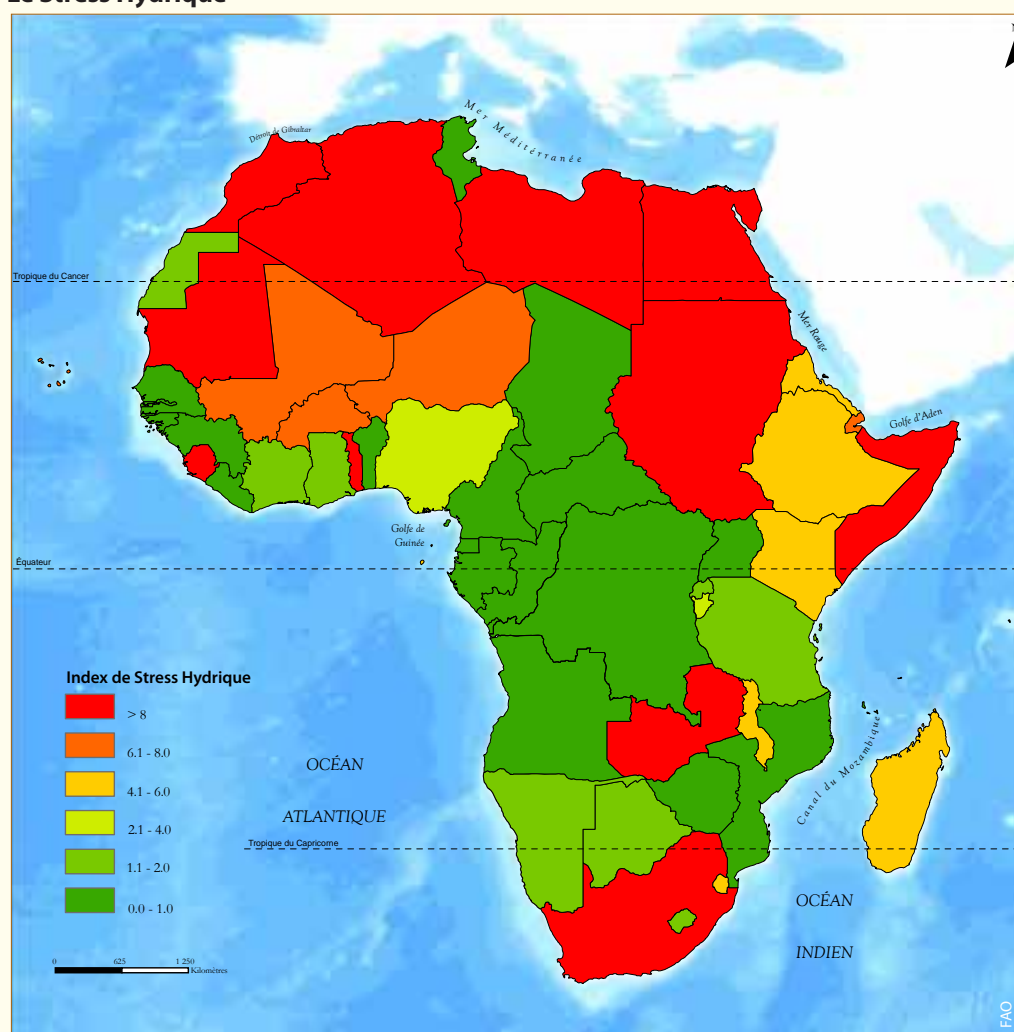 Le Stress Hydrique
N
Détroit de Gibraltar
Mer Méditérranée
Tropique du Cancer
Mer Rouge
Golfe d'Aden
Golfe de
Guinée
Équateur
Index de Stress Hydrique
> 8
6.1 - 8.0
4.1 - 6.0
2.1 - 4.0
1.1 - 2.0
0.0 - 1.0
OCÉAN
ATLANTIQUE
Canal du Mozambique
Tropique du Capricorne
OCÉAN
INDIEN
0 625 1 250
Kilomètres
FAO